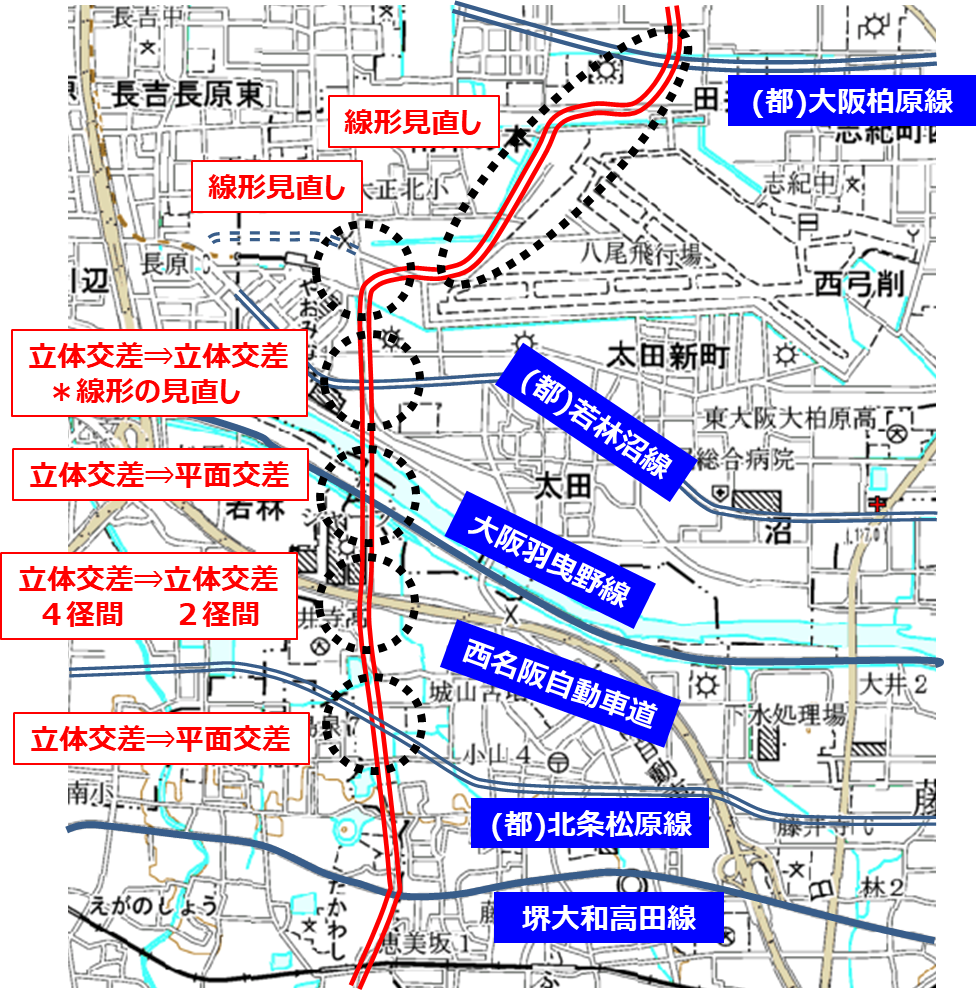 長吉中
長吉長原東
(都)大阪柏原線
線形見直し
線形見直し
大正北小
志紀中
長原
八尾飛行場
西弓削
立体交差⇒立体交差
＊線形の見直し
太田新町
(都)若林沼線
東大阪大柏原高
総合病院
立体交差⇒平面交差
若林
太田
沼
大阪羽曳野線
立体交差⇒立体交差
４径間　２径間
西名阪自動車道
大井２
水処理場
立体交差⇒平面交差
小山４
南小
(都)北条松原線
えがのしょう
たかわし
堺大和高田線
林２
恵美坂１